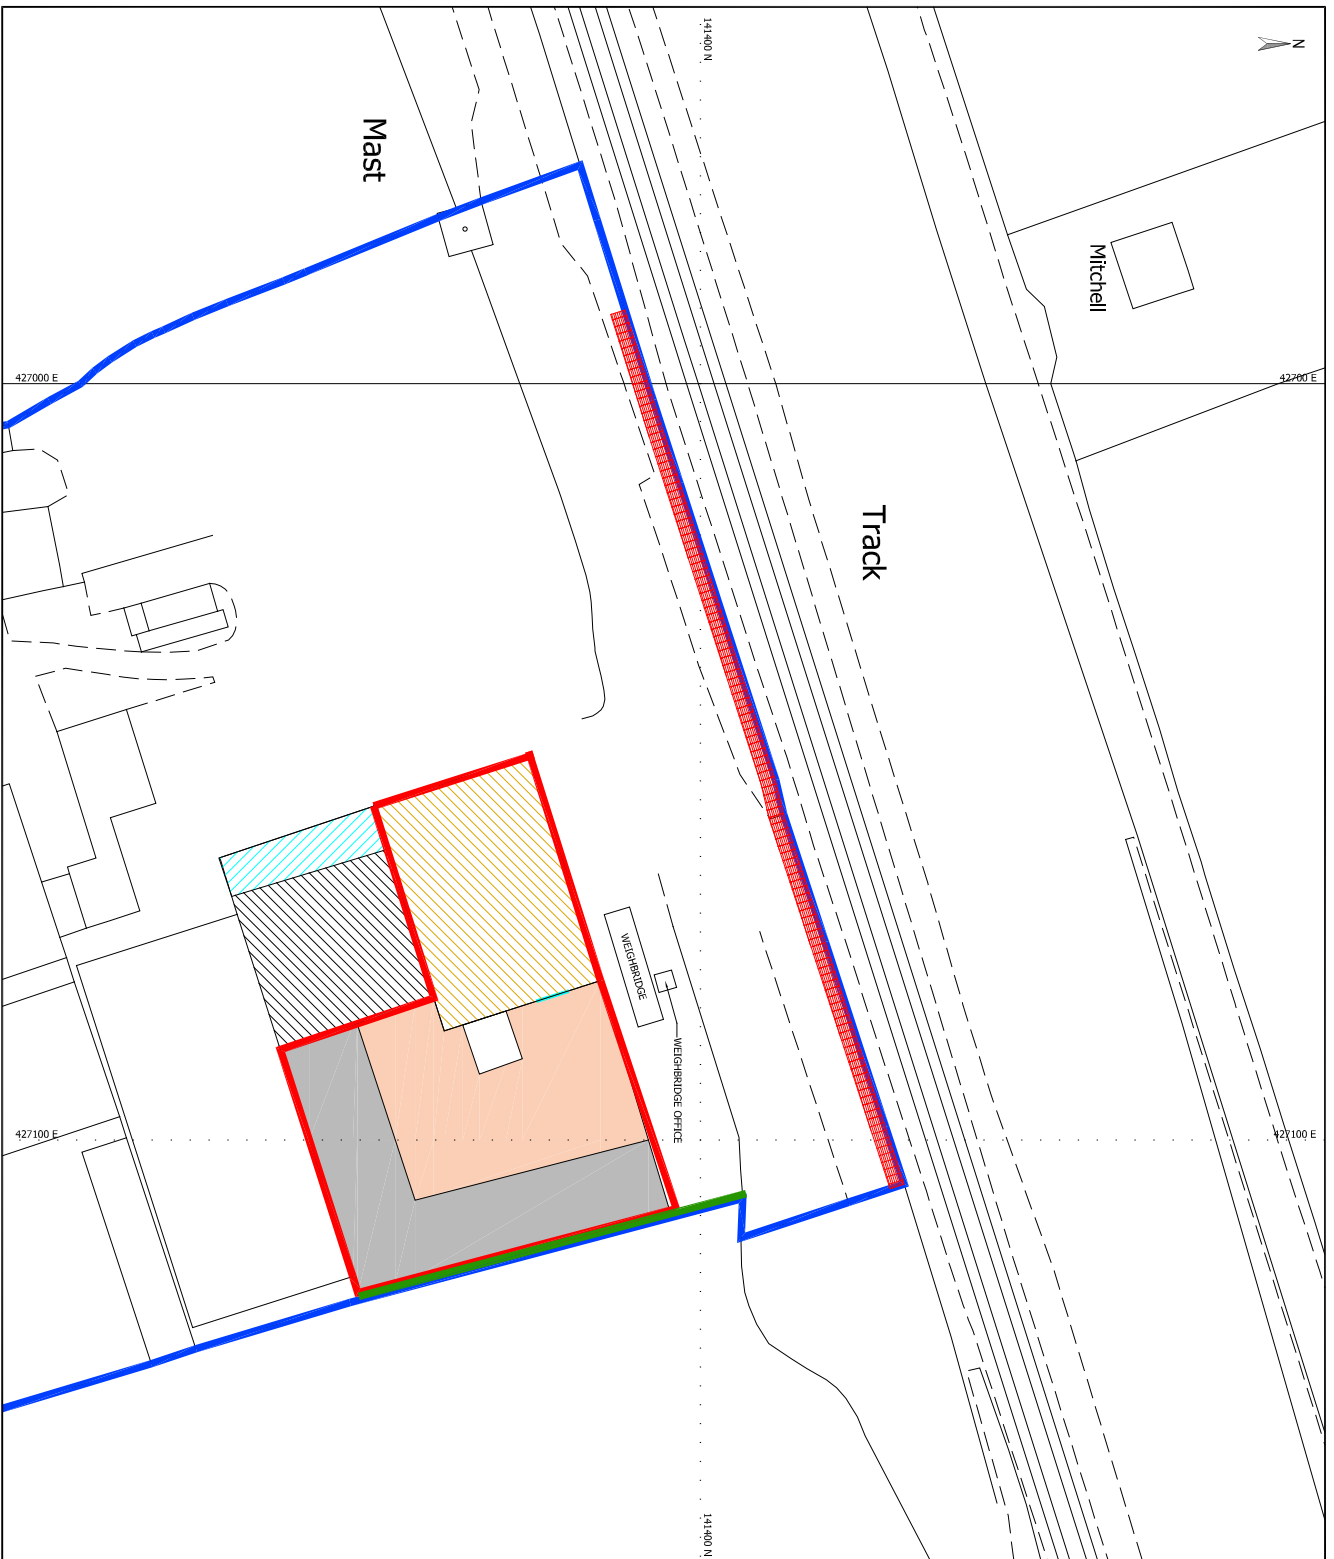 141400 N
N
Mast
Mitchell
427000 E
42700 E
Track
WEIGHBRIDGE
WEIGHBRIDGE OFFICE
427100 E
427100 E
141400 N